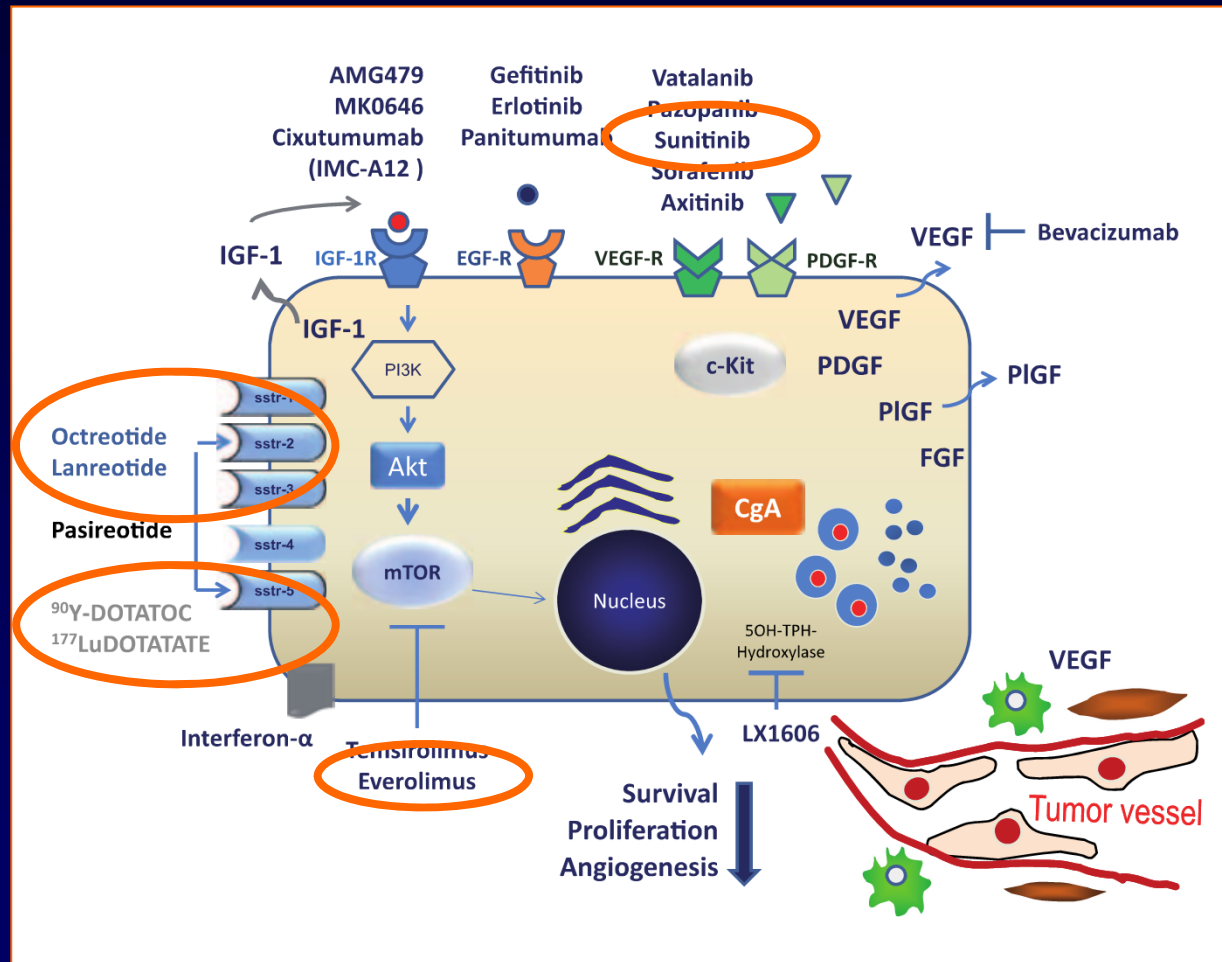 AMG479
MK0646
Cixutumumab
(IMC-A12 )
Gefitinib
Erlotinib
Panitumumab
Vatalanib
Pazopanib
Sunitinib
Sorafenib
Axitinib
IGF-1
IGF-1R
EGF-R
VEGF-R
PDGF-R
VEGF
Bevacizumab
IGF-1
VEGF
PI3K
c-Kit
PDGF
PlGF
PlGF
FGF
sstr-1
Octreotide
Lanreotide
sstr-2
sstr-3
Akt
CgA
Pasireotide
sstr-4
mTOR
sstr-5
Nucleus
⁹⁰Y-DOTATOC
¹⁷⁷LuDOTATATE
5OH-TPH-
Hydroxylase
VEGF
Interferon-α
Temsirolimus
Everolimus
LX1606
Survival
Proliferation
Angiogenesis
Tumor vessel